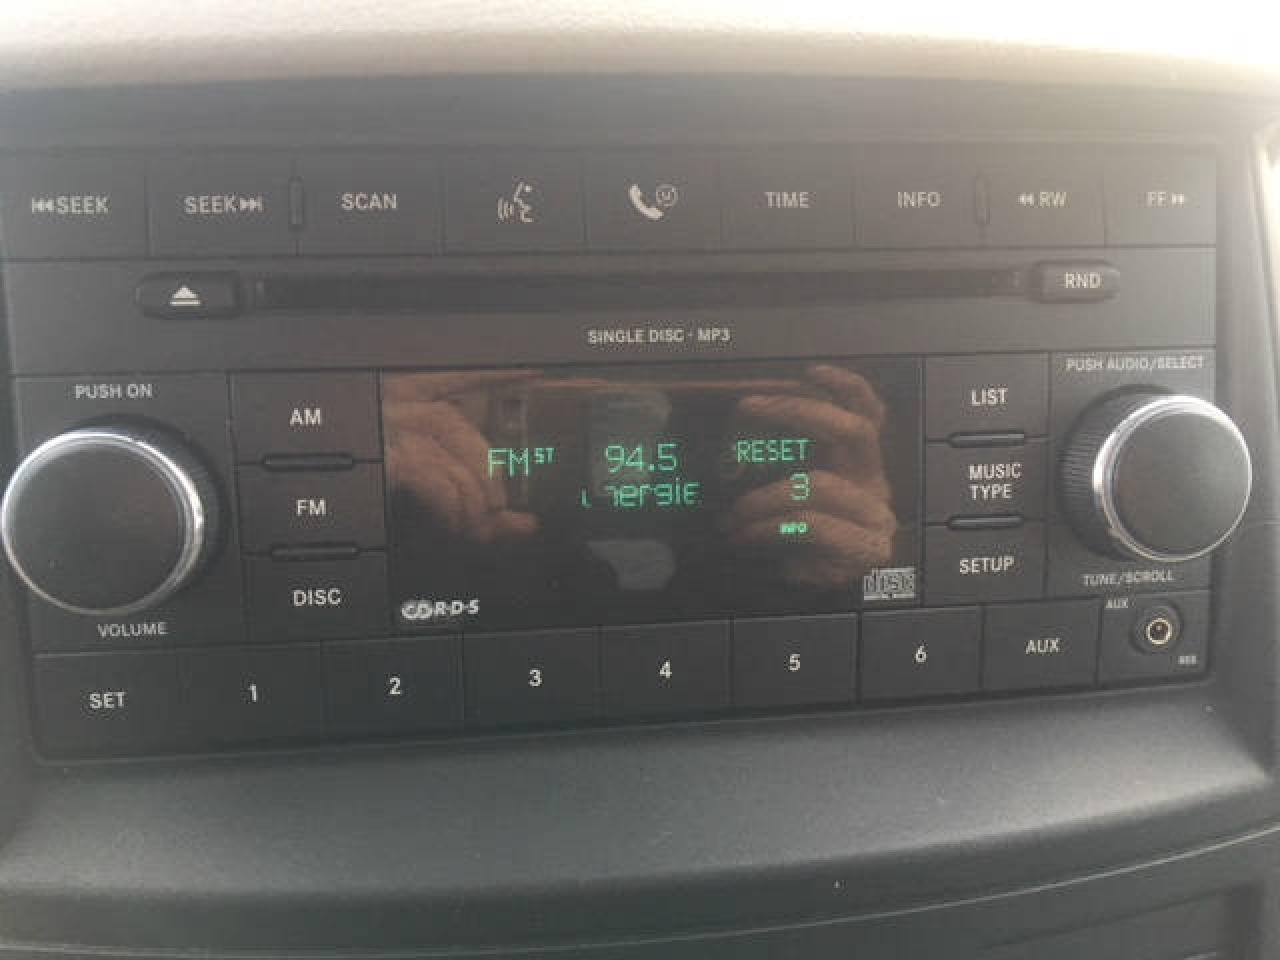 SEEK SEEK SCAN TIME INFO RW FF
RND
SINGLE DISC · MP3
PUSH ON
PUSH AUDIO/SELECT
AM
LIST
FM ST 94.5 RESET
3
INFO
FM
MUSIC
TYPE
DISC
SETUP
R·D·S
disc
VOLUME
TUNE/SCROLL
AUX
SET 1 2 3 4 5 6 AUX